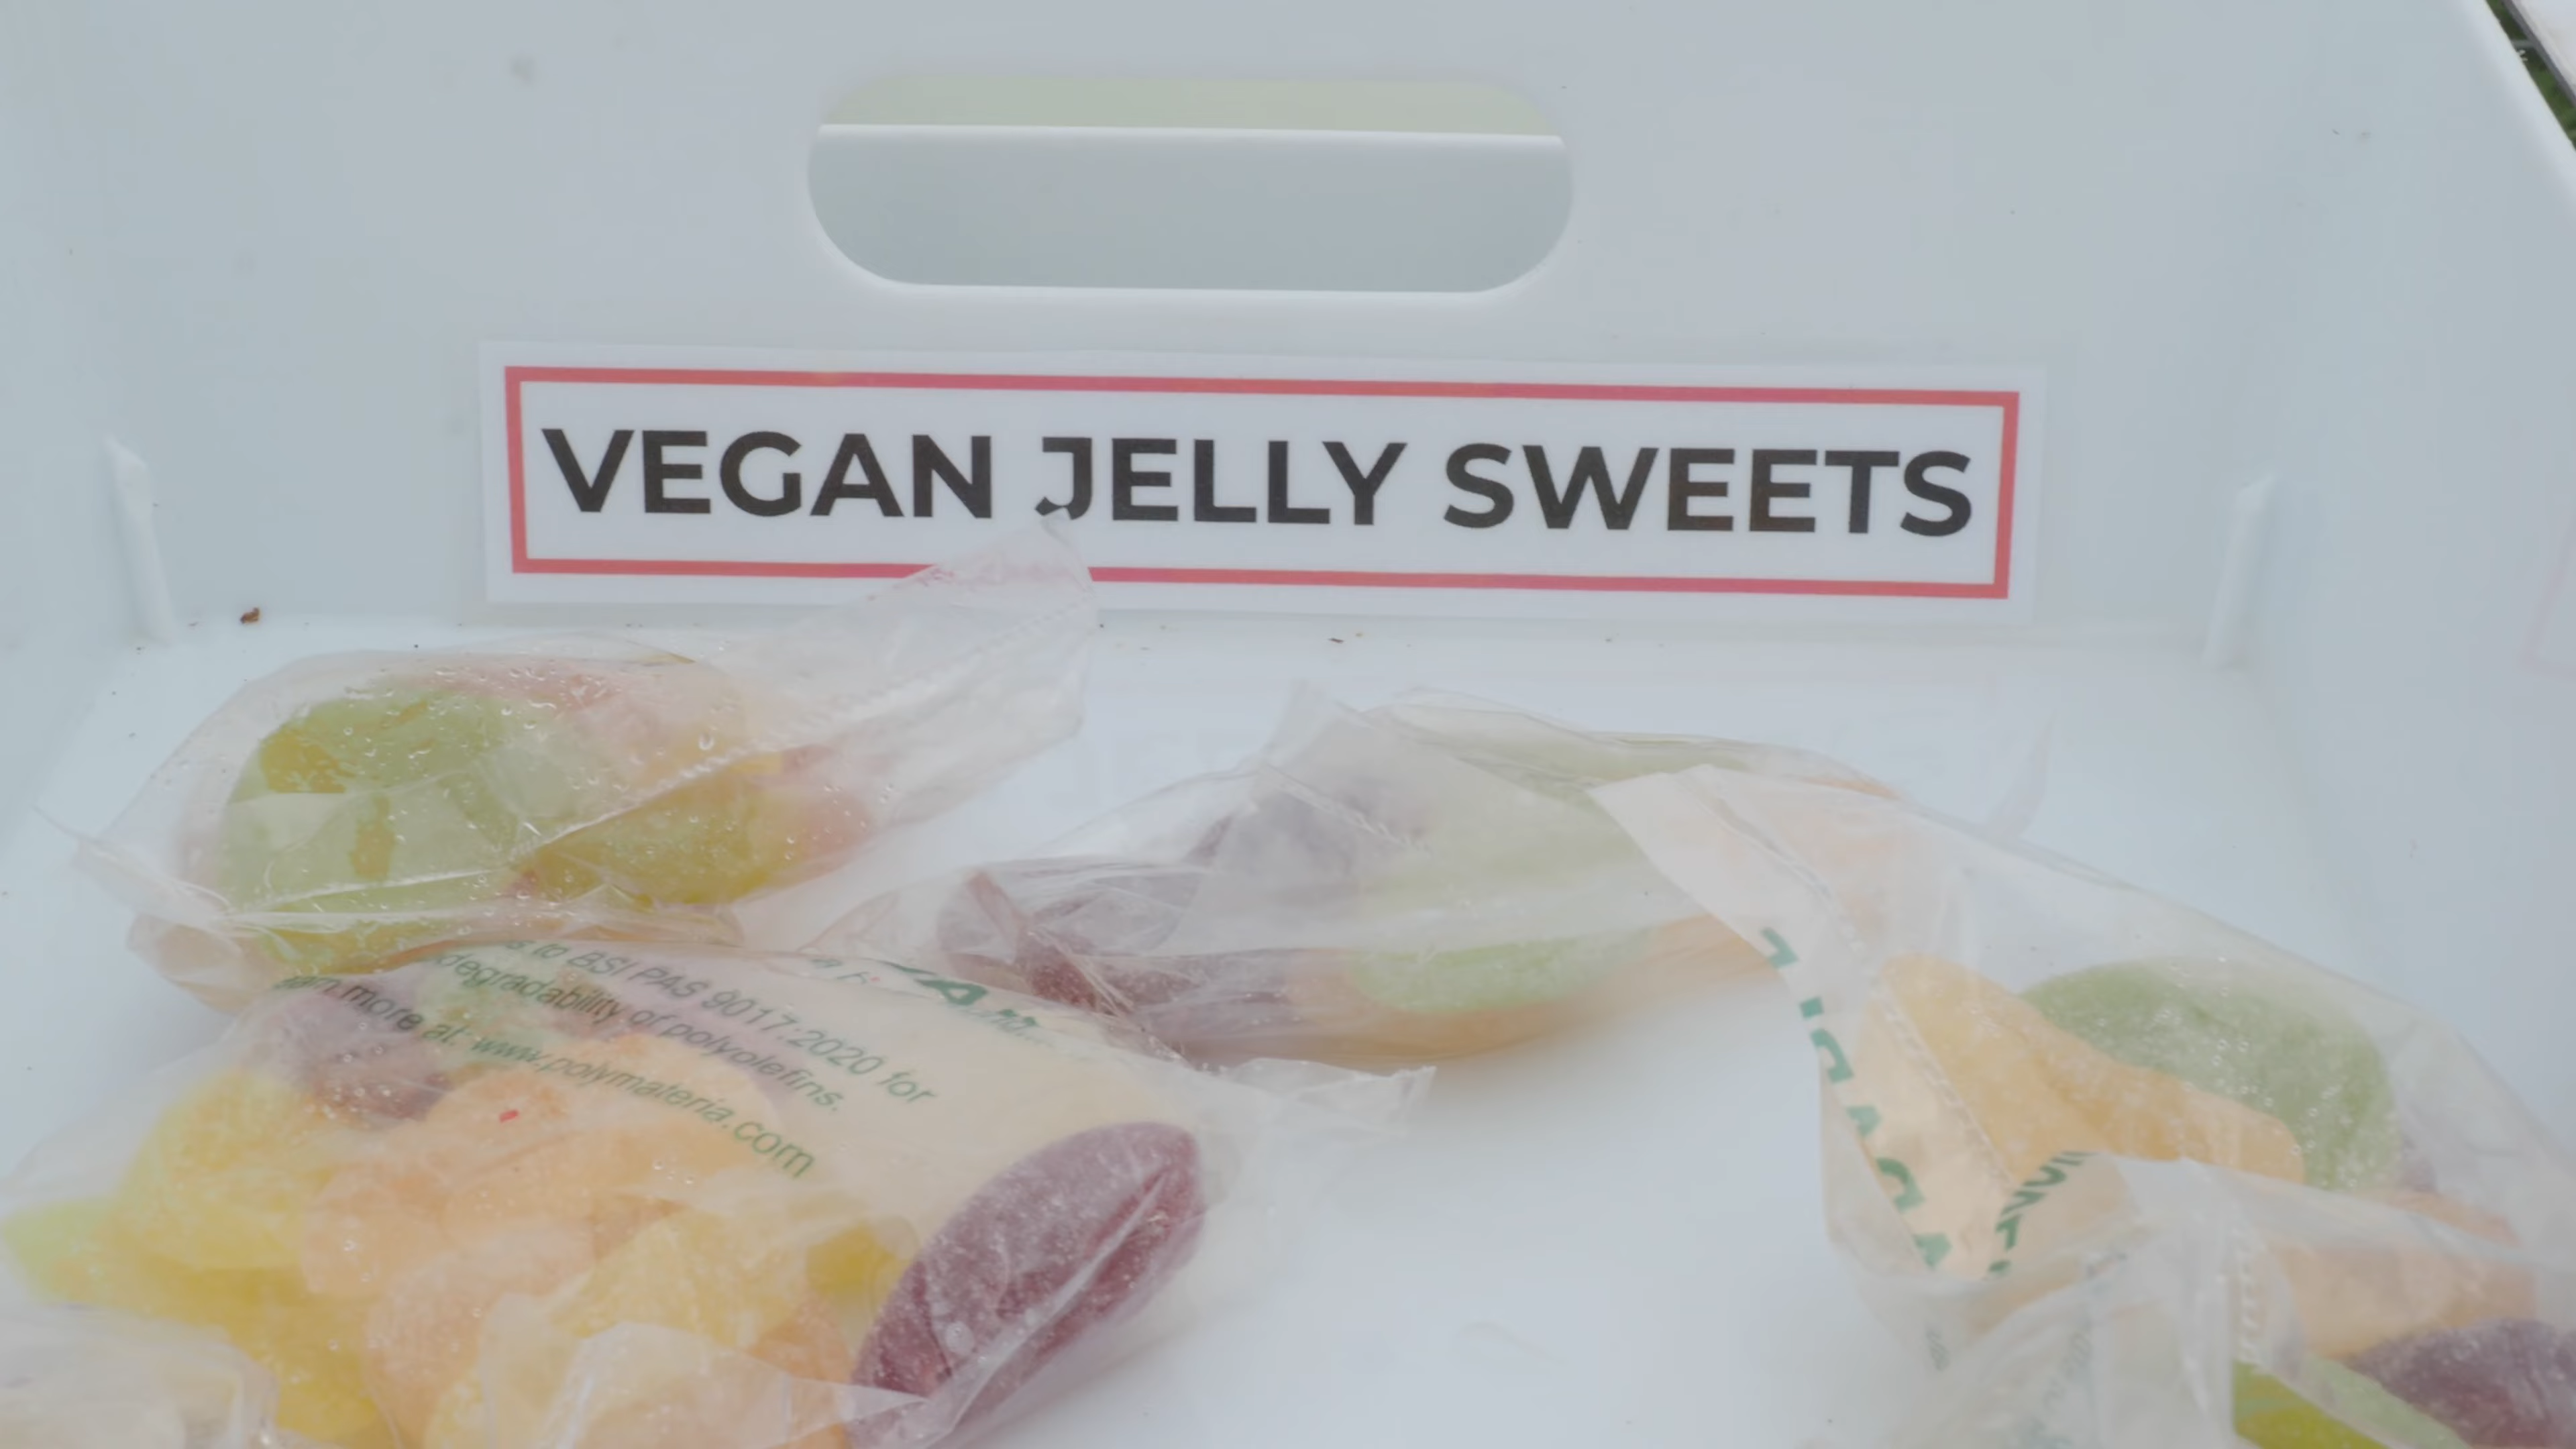 VEGAN JELLY SWEETS
to BSI PAS 9017:2020 for
degradability of polyolefins.
more at: www.polymateria.com